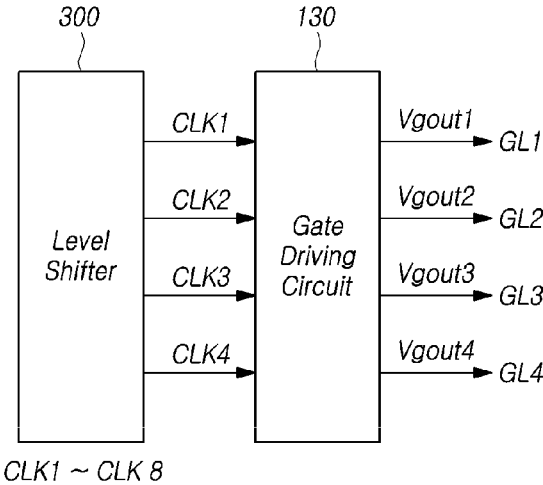 300
130
CLK1
CLK2
CLK3
CLK4
Level
Shifter
Gate
Driving
Circuit
Vgout1
GL1
Vgout2
GL2
Vgout3
GL3
Vgout4
GL4
CLK1 ~ CLK 8